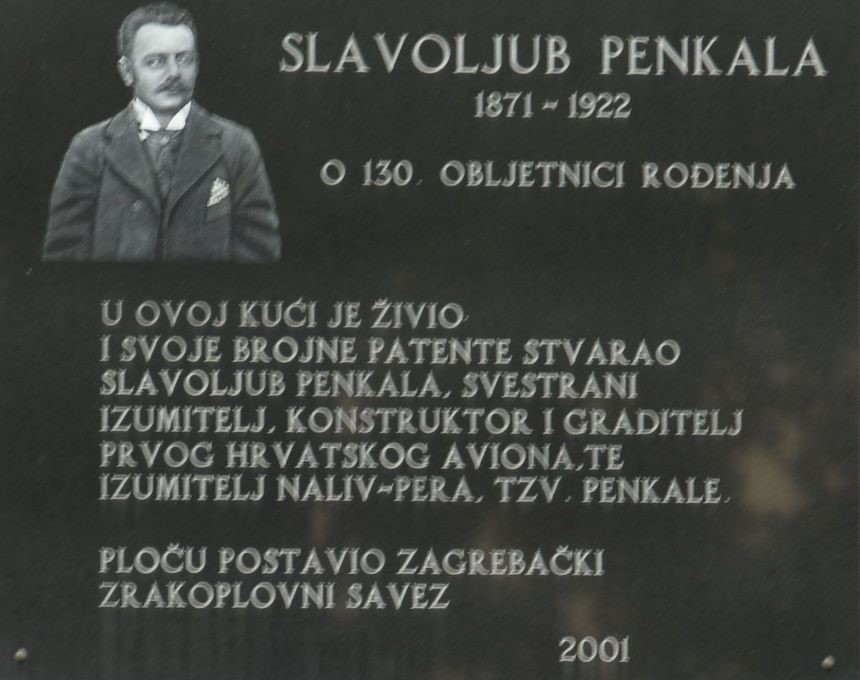 SLAVOLJUB PENKALA
1871 - 1922
O 130. OBLJETNICI ROĐENJA
U OVOJ KUĆI JE ŽIVIO
I SVOJE BROJNE PATENTE STVARAO
SLAVOLJUB PENKALA, SVESTRANI
IZUMITELJ, KONSTRUKTOR I GRADITELJ
PRVOG HRVATSKOG AVIONA,TE
IZUMITELJ NALIV-PERA, TZV. PENKALE.
PLOČU POSTAVIO ZAGREBAČKI
ZRAKOPLOVNI SAVEZ
2001